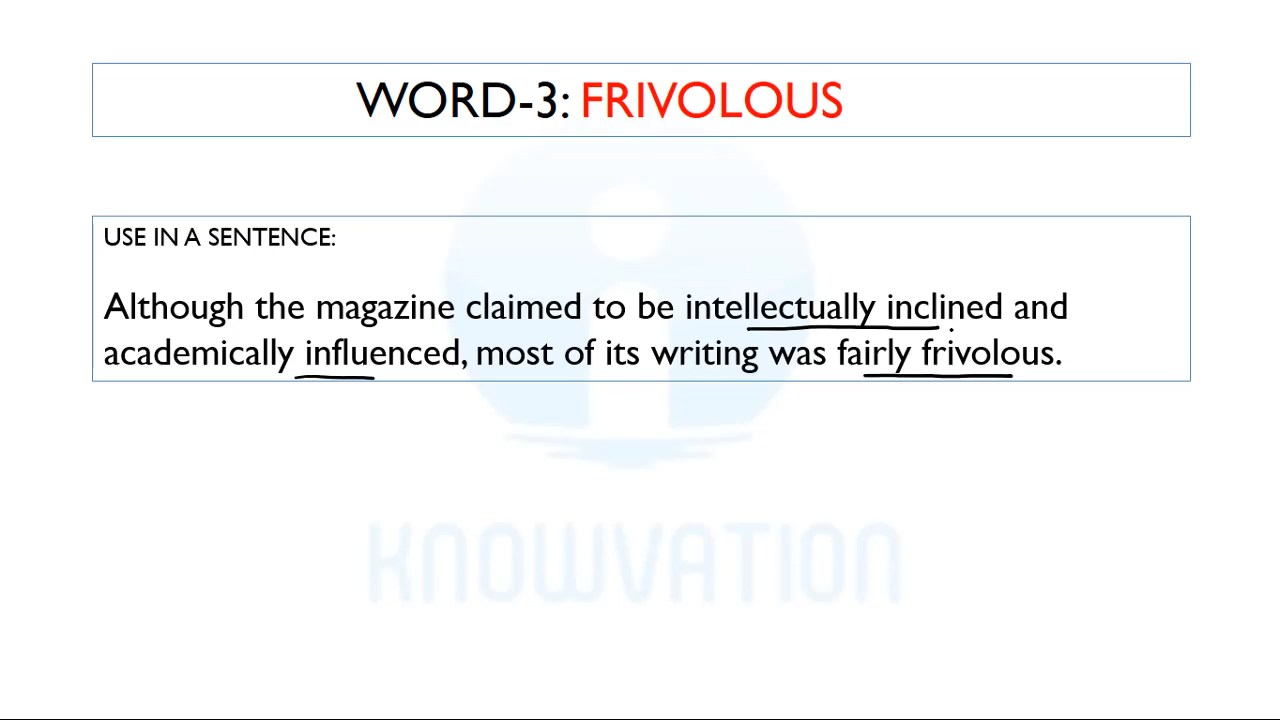 WORD-3: FRIVOLOUS
USE IN A SENTENCE:
Although the magazine claimed to be intellectually inclined and
academically influenced, most of its writing was fairly frivolous.
KNOWVATION